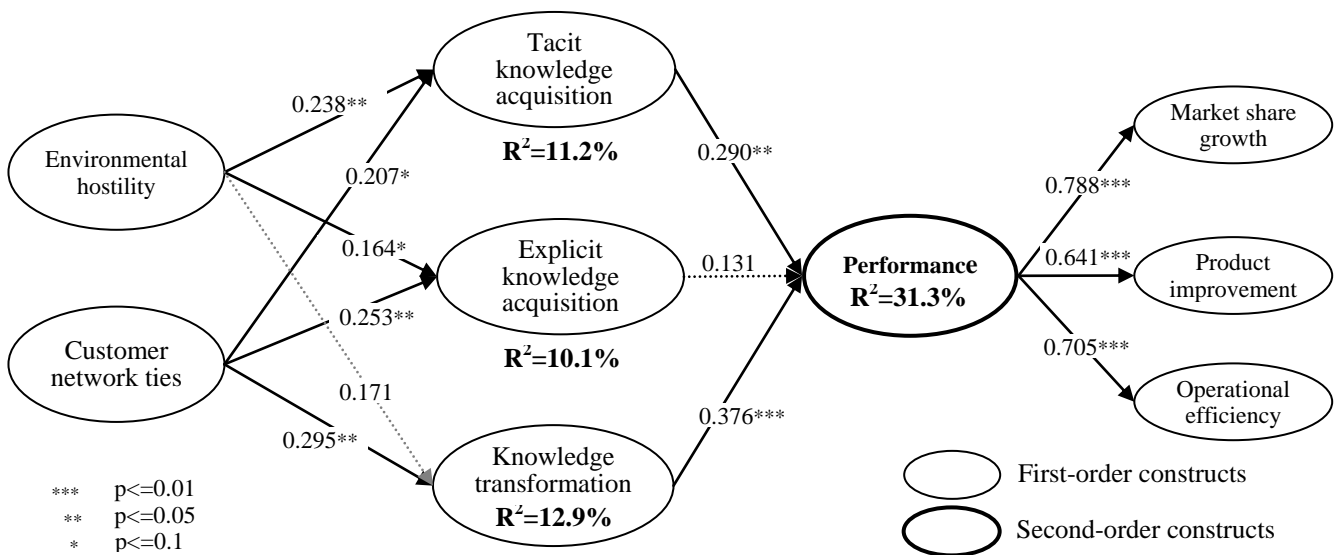 Tacit
knowledge
acquisition
R²=11.2%
0.238**
Environmental
hostility
0.207*
0.290**
Market share
growth
0.788***
0.164*
Explicit
knowledge
acquisition
R²=10.1%
0.131
Performance
R²=31.3%
0.641***
Product
improvement
0.253**
Customer
network ties
0.171
0.705***
Operational
efficiency
0.295**
0.376***
Knowledge
transformation
R²=12.9%
*** p<=0.01
** p<=0.05
* p<=0.1
First-order constructs
Second-order constructs